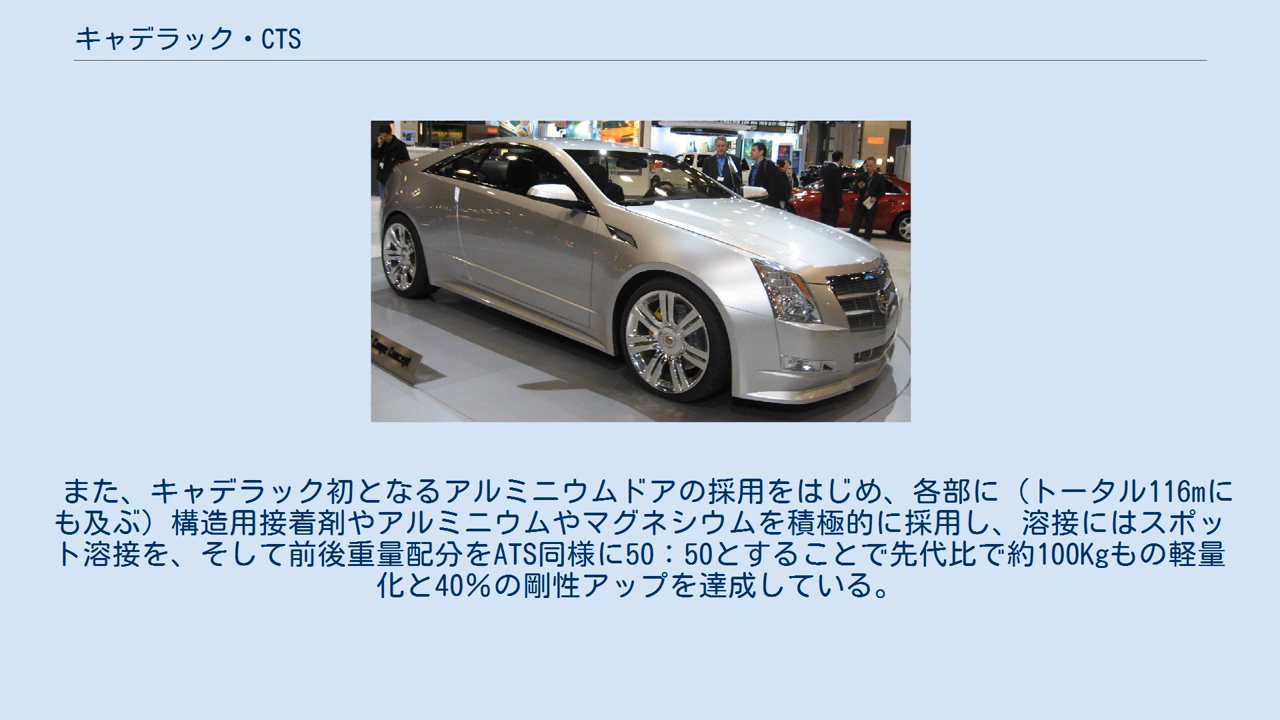 キャデラック・CTS
また、キャデラック初となるアルミニウムドアの採用をはじめ、各部に（トータル116mに
も及ぶ）構造用接着剤やアルミニウムやマグネシウムを積極的に採用し、溶接にはスポッ
ト溶接を、そして前後重量配分をATS同様に50：50とすることで先代比で約100Kgもの軽量
化と40％の剛性アップを達成している。